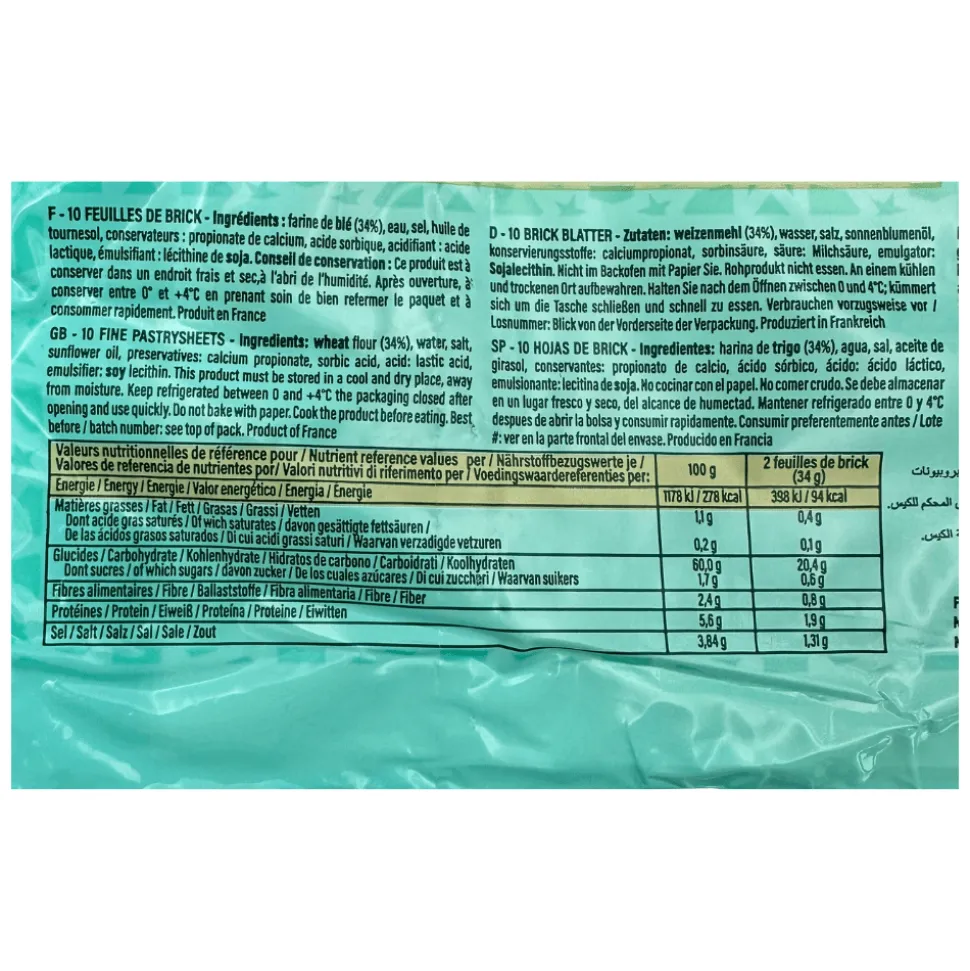 F - 10 FEUILLES DE BRICK - Ingrédients : farine de blé (34%), eau, sel, huile de
tournesol, conservateurs : propionate de calcium, acide sorbique, acidifiant : acide
lactique, émulsifiant : lécithine de soja. Conseil de conservation : Ce produit est à
conserver dans un endroit frais et sec,à l'abri de l'humidité. Après ouverture, à
conserver entre 0° et +4°C en prenant soin de bien refermer le paquet et à
consommer rapidement. Produit en France
GB - 10 FINE PASTRYSHEETS - Ingredients: wheat flour (34%), water, salt,
sunflower oil, preservatives: calcium propionate, sorbic acid, acid: lastic acid,
emulsifier: soy lecithin. This product must be stored in a cool and dry place, away
from moisture. Keep refrigerated between 0 and +4°C the packaging closed after
opening and use quickly. Do not bake with paper. Cook the product before eating. Best
before / batch number: see top of pack. Product of France
D - 10 BRICK BLATTER - Zutaten: weizenmehl (34%), wasser, salz, sonnenblumenöl,
konservierungsstoffe: calciumpropionat, sorbinsäure, säure: Milchsäure, emulgator:
Sojalecithin. Nicht im Backofen mit Papier Sie. Rohprodukt nicht essen. An einem kühlen
und trockenen Ort aufbewahren. Halten Sie nach dem Öffnen zwischen 0 und 4°C; kümmert
sich um die Tasche schließen und schnell zu essen. Verbrauchen vorzugsweise vor /
Losnummer: Blick von der Vorderseite der Verpackung. Produziert in Frankreich
SP - 10 HOJAS DE BRICK - Ingredientes: harina de trigo (34%), agua, sal, aceite de
girasol, conservantes: propionato de calcio, ácido sórbico, ácido: ácido láctico,
emulsionante: lecitina de soja. No cocinar con el papel. No comer crudo. Se debe almacenar
en un lugar fresco y seco, del alcance de humectad. Mantener refrigerado entre 0 y 4°C
despues de abrir la bolsa y consumir rapidamente. Consumir preferentemente antes / Lote
#: ver en la parte frontal del envase. Producido en Francia
Valeurs nutritionnelles de référence pour / Nutrient reference values per / Nährstoffbezugswerte je /
Valores de referencia de nutrientes por/ Valori nutritivi di riferimento per / Voedingswaardereferenties per:
100 g
2 feuilles de brick
(34 g)
Energie / Energy / Energie / Valor energético / Energia / Energie 1178 kJ / 278 kcal 398 kJ / 94 kcal
Matières grasses / Fat / Fett / Grasas / Grassi / Vetten 1,1 g 0,4 g
Dont acide gras saturés / Of wich saturates / davon gesättigte fettsäuren /
De las ácidos grasos saturados / Di cui acidi grassi saturi / Waarvan verzadigde vetzuren 0,2 g 0,1 g
Glucides / Carbohydrate / Kohlenhydrate / Hidratos de carbono / Carboidrati / Koolhydraten 60,0 g 20,4 g
Dont sucres / of which sugars / davon zucker / De los cuales azúcares / Di cui zuccheri / Waarvan suikers 1,7 g 0,6 g
Fibres alimentaires / Fibre / Ballaststoffe / Fibra alimentaria / Fibre / Fiber 2,4 g 0,8 g
Protéines / Protein / Eiweiß / Proteína / Proteine / Eiwitten 5,6 g 1,9 g
Sel / Salt / Salz / Sal / Sale / Zout 3,84 g 1,31 g
المحكم للكيس.
الكيس.